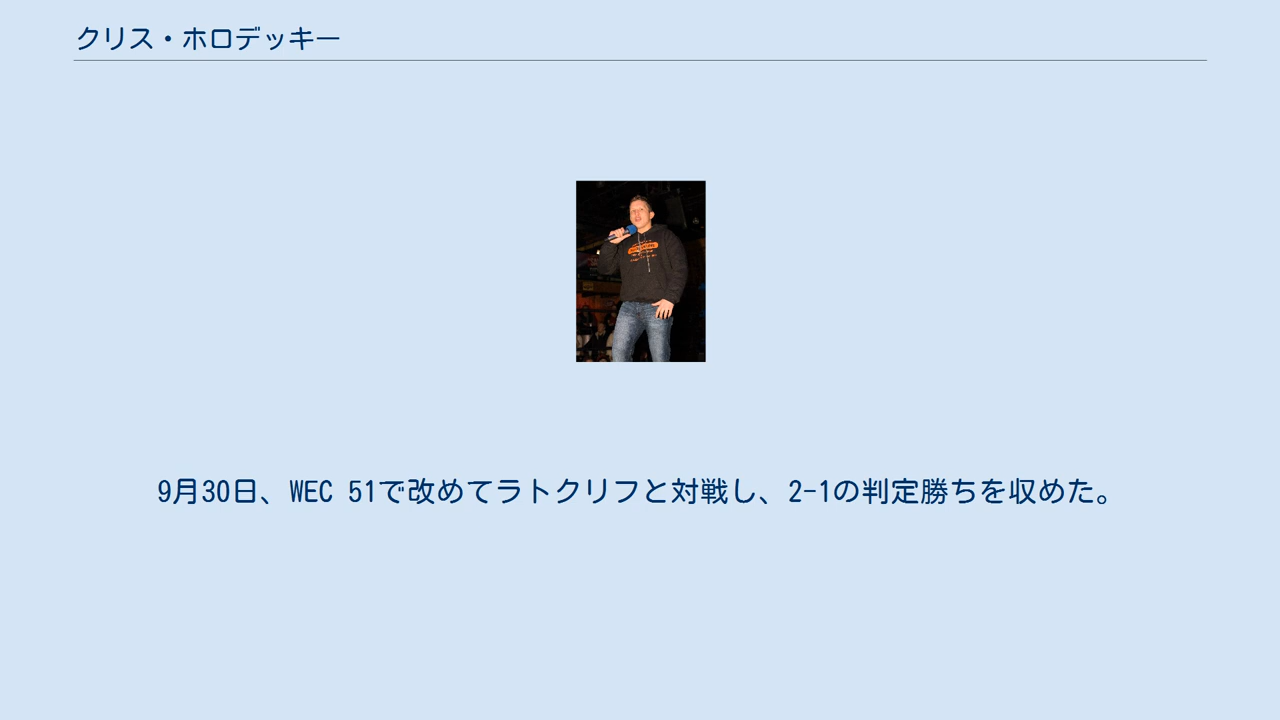 クリス・ホロデッキー
9月30日、WEC 51で改めてラトクリフと対戦し、2-1の判定勝ちを収めた。